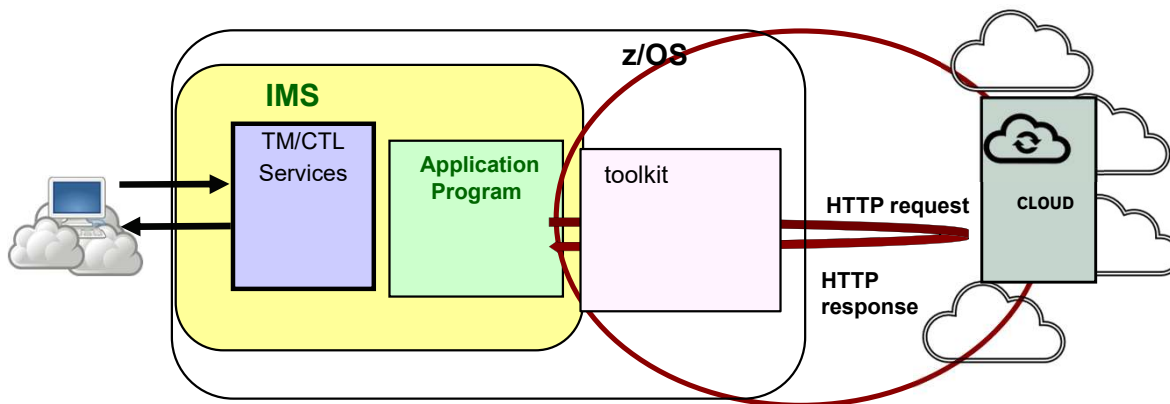 z/OS
IMS
TM/CTL
Services
Application
Program
toolkit
HTTP request
CLOUD
HTTP
response